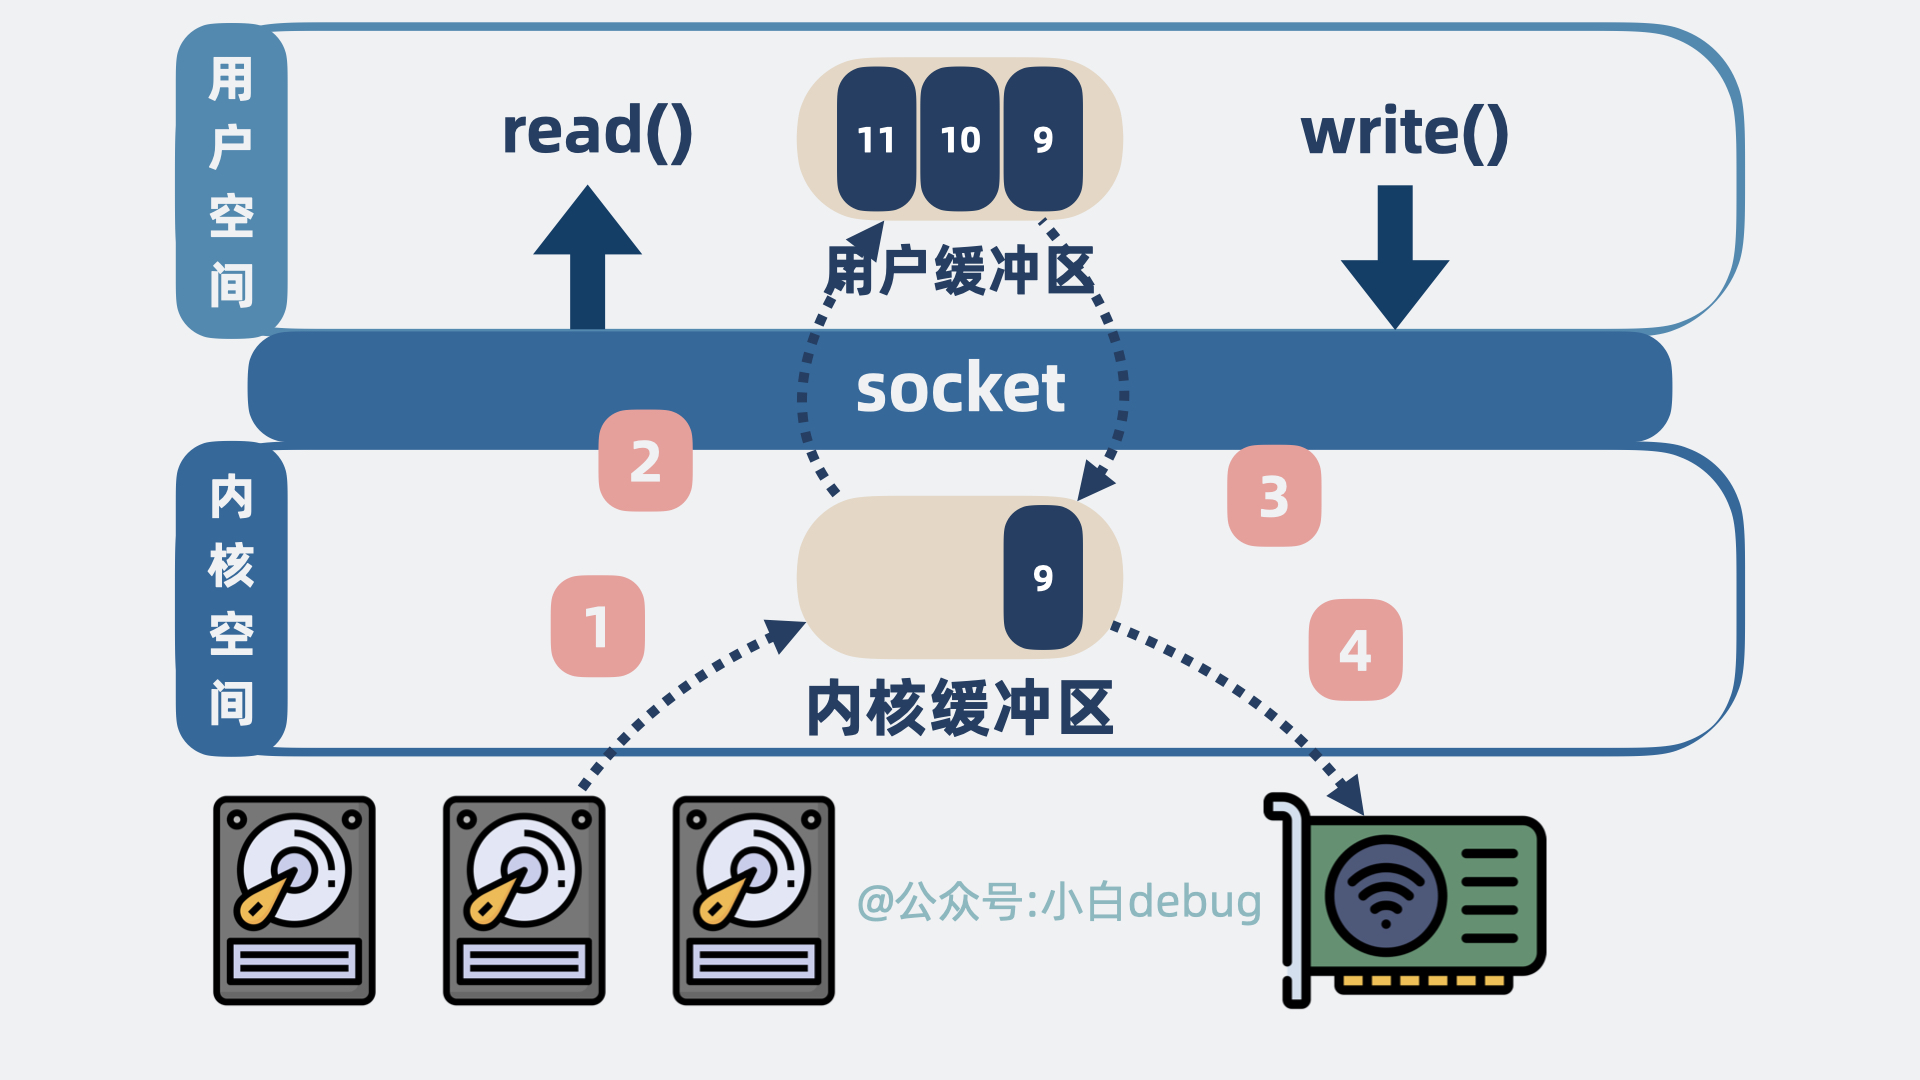 用户空间
read()
11 10 9
write()
用户缓冲区
socket
内核空间
2
3
9
1
4
内核缓冲区
@公众号:小白debug